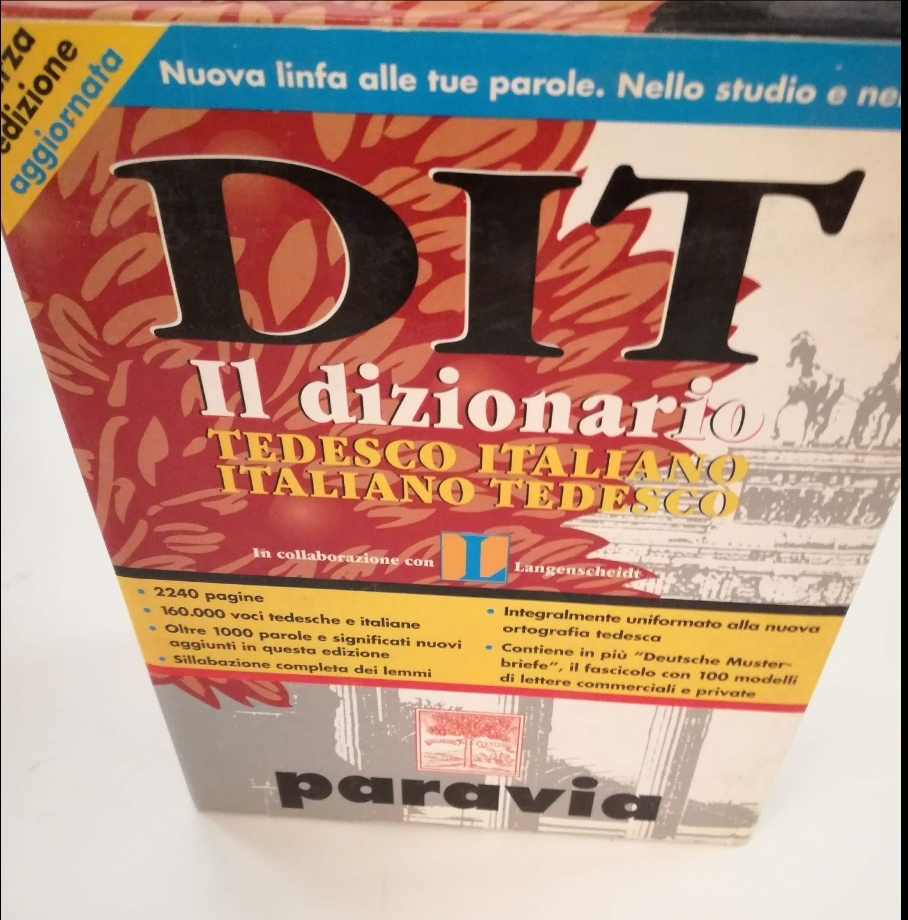 edizione
aggiornata
Nuova linfa alle tue parole. Nello studio e
DIT
Il dizionario
TEDESCO ITALIANO
ITALIANO TEDESCO
In collaborazione con L Langenscheidt
• 2240 pagine
• 160.000 voci tedesche e italiane
• Oltre 1000 parole e significati nuovi
aggiunti in questa edizione
• Sillabazione completa dei lemmi
• Integralmente uniformato alla nuova
ortografia tedesca
• Contiene in più "Deutsche Muster-
briefe", il fascicolo con 100 modelli
di lettere commerciali e private
paravia